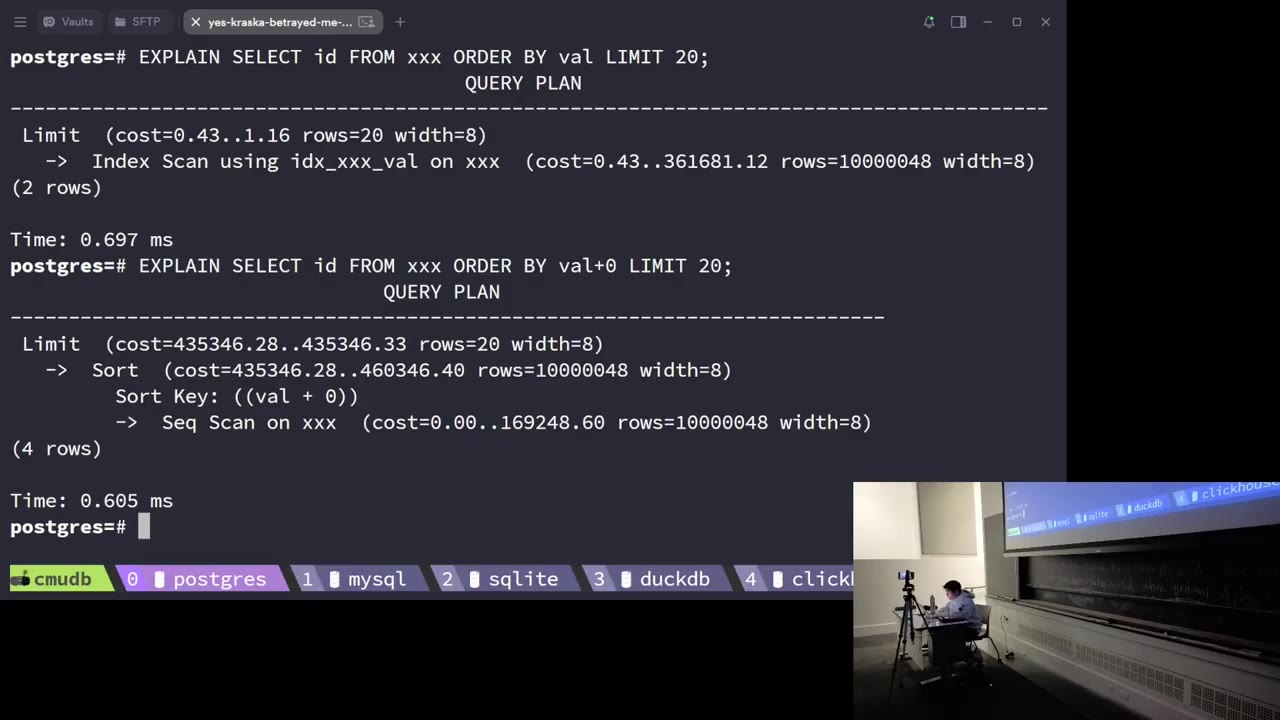 Vaults SFTP yes-kraska-betrayed-me-...
postgres=# EXPLAIN SELECT id FROM xxx ORDER BY val LIMIT 20;
QUERY PLAN
------------------------------------------------------------------------------------------
Limit (cost=0.43..1.16 rows=20 width=8)
-> Index Scan using idx_xxx_val on xxx (cost=0.43..361681.12 rows=10000048 width=8)
(2 rows)
Time: 0.697 ms
postgres=# EXPLAIN SELECT id FROM xxx ORDER BY val+0 LIMIT 20;
QUERY PLAN
---------------------------------------------------------------------------
Limit (cost=435346.28..435346.33 rows=20 width=8)
-> Sort (cost=435346.28..460346.40 rows=10000048 width=8)
Sort Key: ((val + 0))
-> Seq Scan on xxx (cost=0.00..169248.60 rows=10000048 width=8)
(4 rows)
Time: 0.605 ms
postgres=#
cmudb 0 postgres 1 mysql 2 sqlite 3 duckdb 4 clickh
sqlite duckdb 4 clickhouse